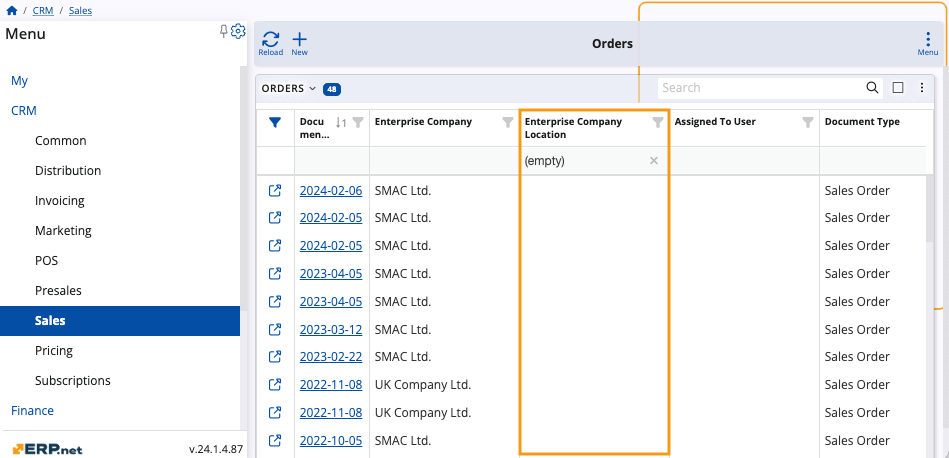 / CRM / Sales
Menu
My
CRM
Common
Distribution
Invoicing
Marketing
POS
Presales
Sales
Pricing
Subscriptions
Finance
ERP.net v.24.1.4.87
Reload New Orders Menu
ORDERS 48 Search
Docu
men... 1 Enterprise Company Enterprise Company
Location Assigned To User Document Type
(empty)
2024-02-06 SMAC Ltd. Sales Order
2024-02-05 SMAC Ltd. Sales Order
2024-02-05 SMAC Ltd. Sales Order
2023-04-05 SMAC Ltd. Sales Order
2023-04-05 SMAC Ltd. Sales Order
2023-03-12 SMAC Ltd. Sales Order
2023-02-22 SMAC Ltd. Sales Order
2022-11-08 UK Company Ltd. Sales Order
2022-11-08 UK Company Ltd. Sales Order
2022-10-05 SMAC Ltd. Sales Order